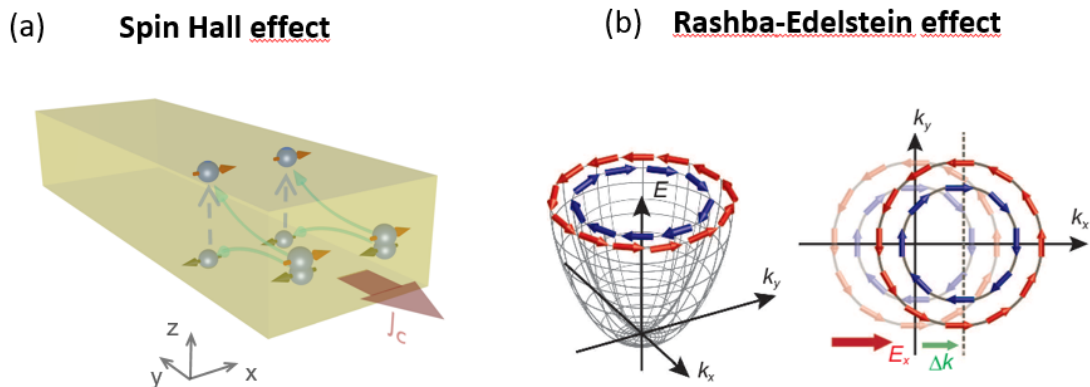 (a) Spin Hall effect
J_c
z
y
x
(b) Rashba-Edelstein effect
E
k_y
k_x
k_y
k_x
E_x
Δk